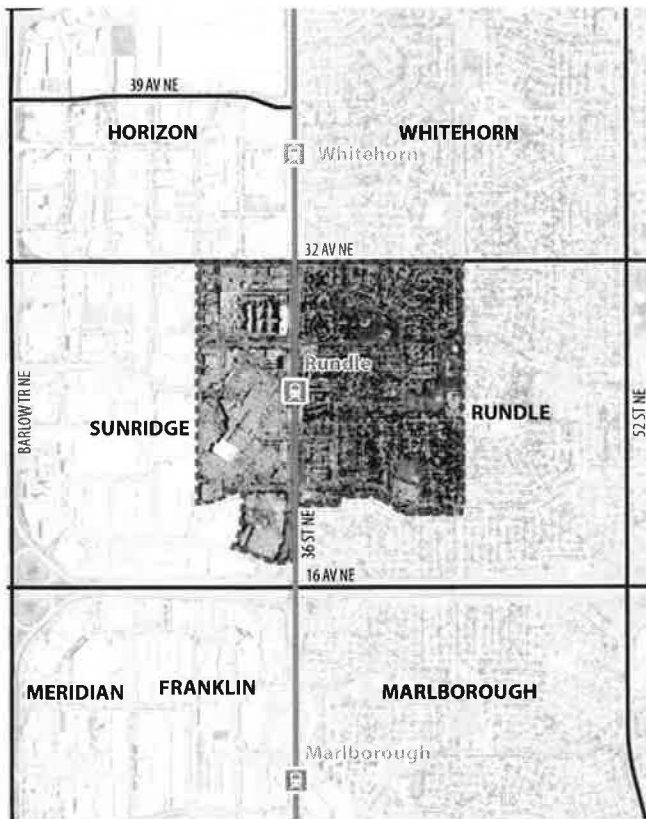 39 AV NE
HORIZON
WHITEHORN
Whitehorn
32 AV NE
Rundle
BARLOW TR NE
SUNRIDGE
RUNDLE
52 ST NE
36 ST NE
16 AV NE
MERIDIAN
FRANKLIN
MARLBOROUGH
Marlborough